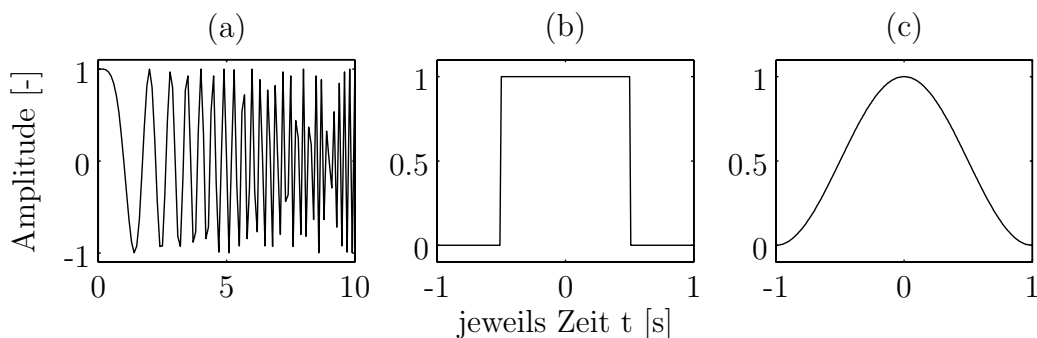 (a) (b) (c)
Amplitude [-]
1 1 1
0 0.5 0.5
-1 0 0
0 5 10 -1 0 1 -1 0 1
jeweils Zeit t [s]